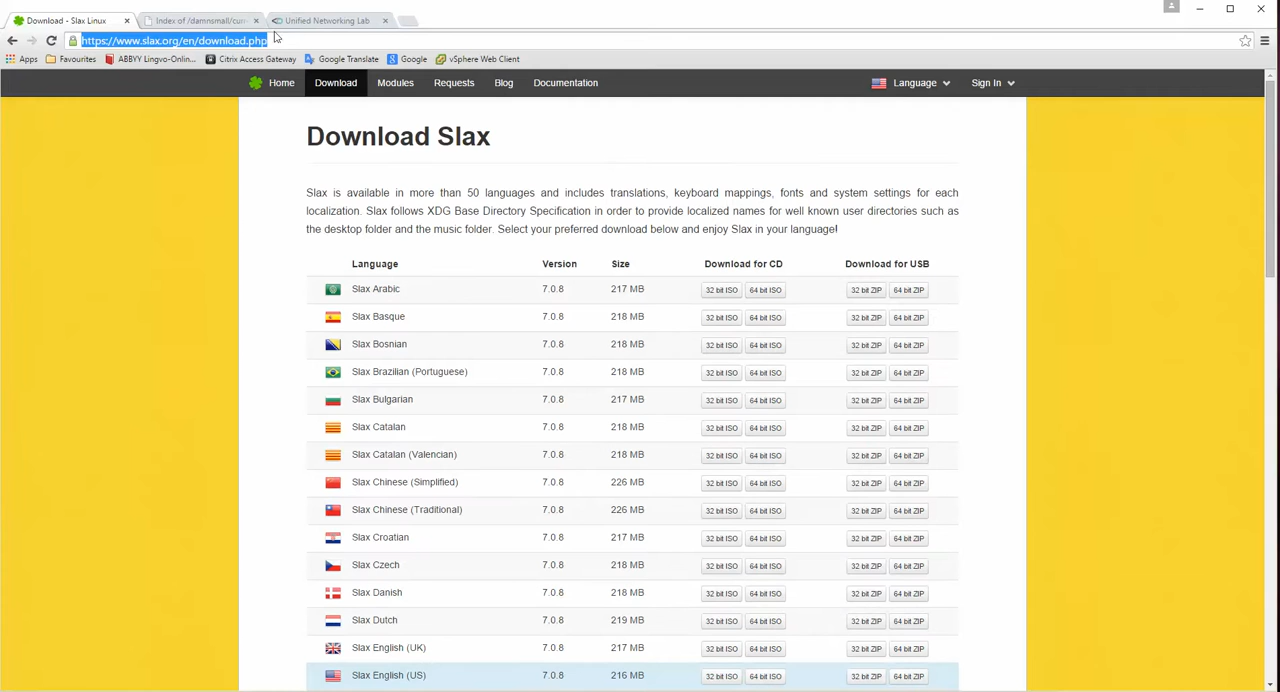 Download - Slax Linux
Index of /damnsmall/cur
Unified Networking Lab
https://www.slax.org/en/download.php
Apps Favourites ABBYY Lingvo-Onlin... Citrix Access Gateway Google Translate Google vSphere Web Client
Home Download Modules Requests Blog Documentation Language Sign In
Download Slax
Slax is available in more than 50 languages and includes translations, keyboard mappings, fonts and system settings for each
localization. Slax follows XDG Base Directory Specification in order to provide localized names for well known user directories such as
the desktop folder and the music folder. Select your preferred download below and enjoy Slax in your language!
Language Version Size Download for CD Download for USB
Slax Arabic 7.0.8 217 MB 32 bit ISO 64 bit ISO 32 bit ZIP 64 bit ZIP
Slax Basque 7.0.8 218 MB 32 bit ISO 64 bit ISO 32 bit ZIP 64 bit ZIP
Slax Bosnian 7.0.8 218 MB 32 bit ISO 64 bit ISO 32 bit ZIP 64 bit ZIP
Slax Brazilian (Portuguese) 7.0.8 218 MB 32 bit ISO 64 bit ISO 32 bit ZIP 64 bit ZIP
Slax Bulgarian 7.0.8 217 MB 32 bit ISO 64 bit ISO 32 bit ZIP 64 bit ZIP
Slax Catalan 7.0.8 218 MB 32 bit ISO 64 bit ISO 32 bit ZIP 64 bit ZIP
Slax Catalan (Valencian) 7.0.8 218 MB 32 bit ISO 64 bit ISO 32 bit ZIP 64 bit ZIP
Slax Chinese (Simplified) 7.0.8 226 MB 32 bit ISO 64 bit ISO 32 bit ZIP 64 bit ZIP
Slax Chinese (Traditional) 7.0.8 226 MB 32 bit ISO 64 bit ISO 32 bit ZIP 64 bit ZIP
Slax Croatian 7.0.8 217 MB 32 bit ISO 64 bit ISO 32 bit ZIP 64 bit ZIP
Slax Czech 7.0.8 218 MB 32 bit ISO 64 bit ISO 32 bit ZIP 64 bit ZIP
Slax Danish 7.0.8 218 MB 32 bit ISO 64 bit ISO 32 bit ZIP 64 bit ZIP
Slax Dutch 7.0.8 219 MB 32 bit ISO 64 bit ISO 32 bit ZIP 64 bit ZIP
Slax English (UK) 7.0.8 217 MB 32 bit ISO 64 bit ISO 32 bit ZIP 64 bit ZIP
Slax English (US) 7.0.8 216 MB 32 bit ISO 64 bit ISO 32 bit ZIP 64 bit ZIP